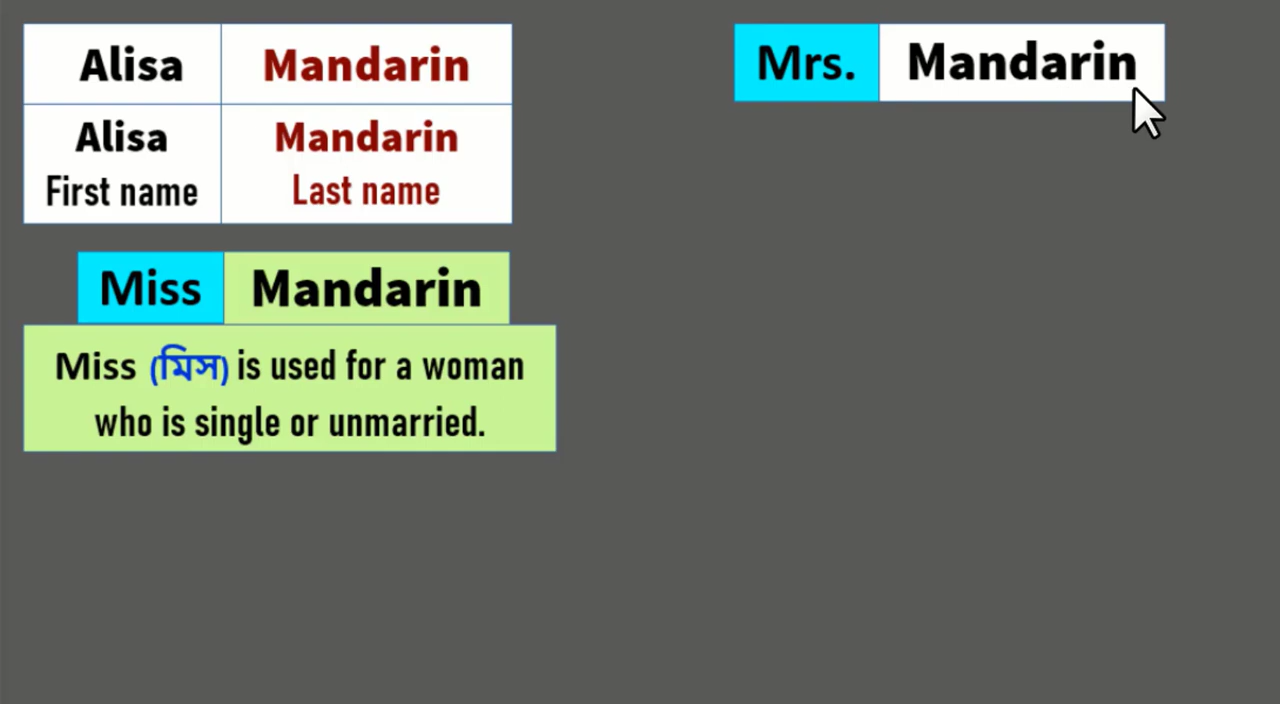 Alisa Mandarin
Alisa Mandarin
First name Last name
Miss Mandarin
Miss (মিস) is used for a woman
who is single or unmarried.
Mrs. Mandarin